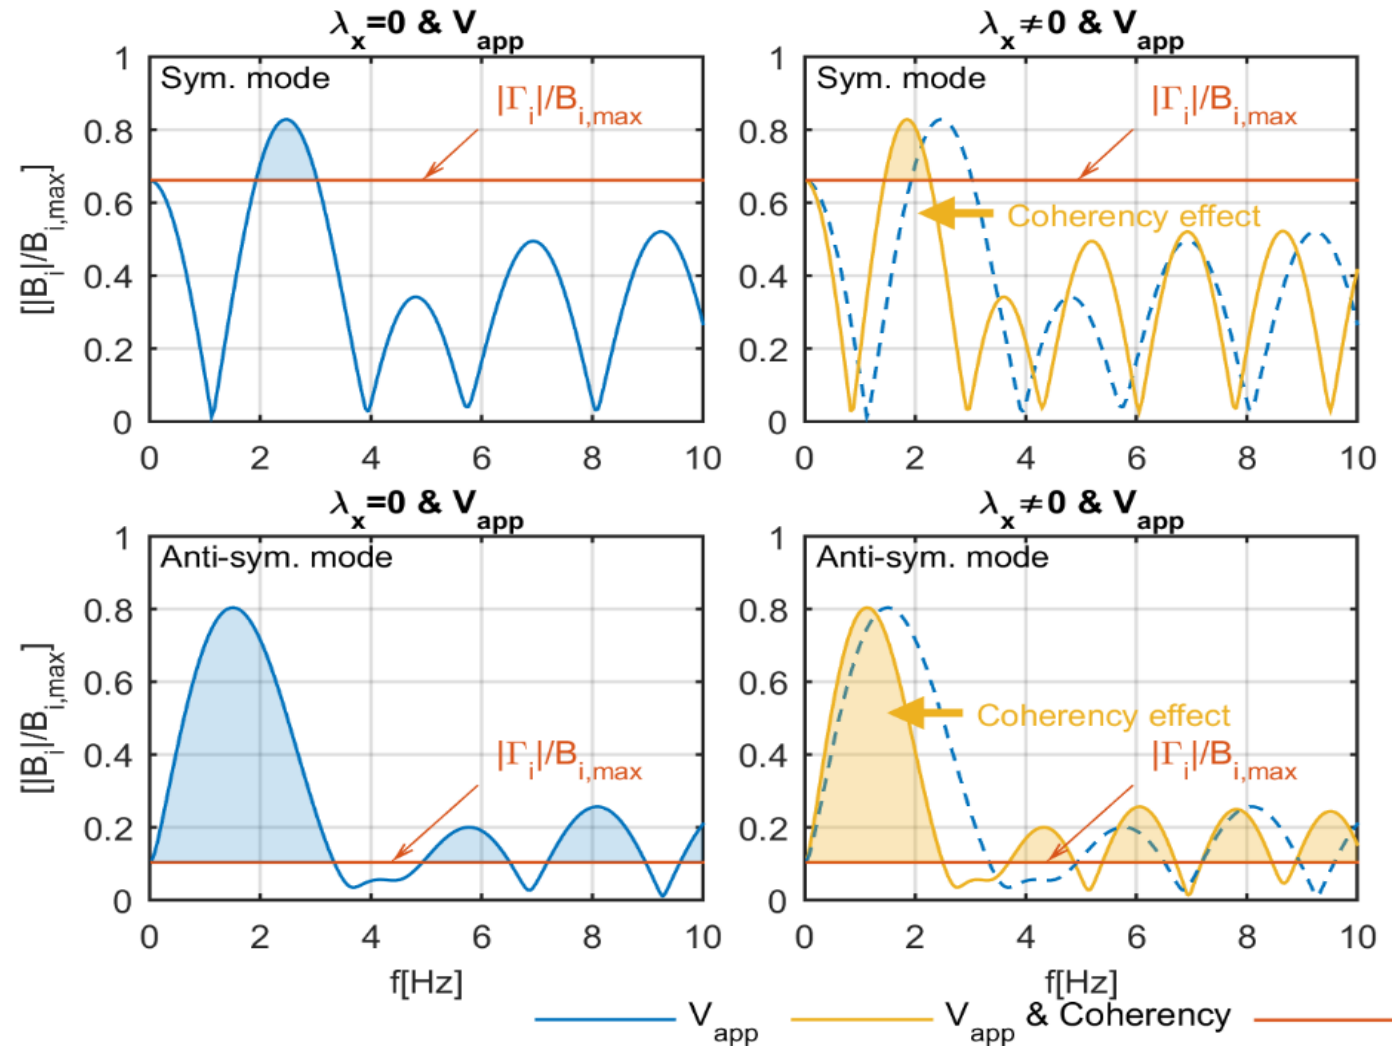 λx=0 & Vapp
λx≠0 & Vapp
1
0.8
0.6
0.4
0.2
0
Sym. mode
|Γi|/Bi,max
[|Bi|/Bi,max]
0 2 4 6 8 10
1
0.8
0.6
0.4
0.2
0
Sym. mode
|Γi|/Bi,max
Coherency effect
0 2 4 6 8 10
λx=0 & Vapp
λx≠0 & Vapp
1
0.8
0.6
0.4
0.2
0
Anti-sym. mode
|Γi|/Bi,max
[|Bi|/Bi,max]
0 2 4 6 8 10
f[Hz]
1
0.8
0.6
0.4
0.2
0
Anti-sym. mode
Coherency effect
|Γi|/Bi,max
0 2 4 6 8 10
f[Hz]
Vapp
Vapp & Coherency